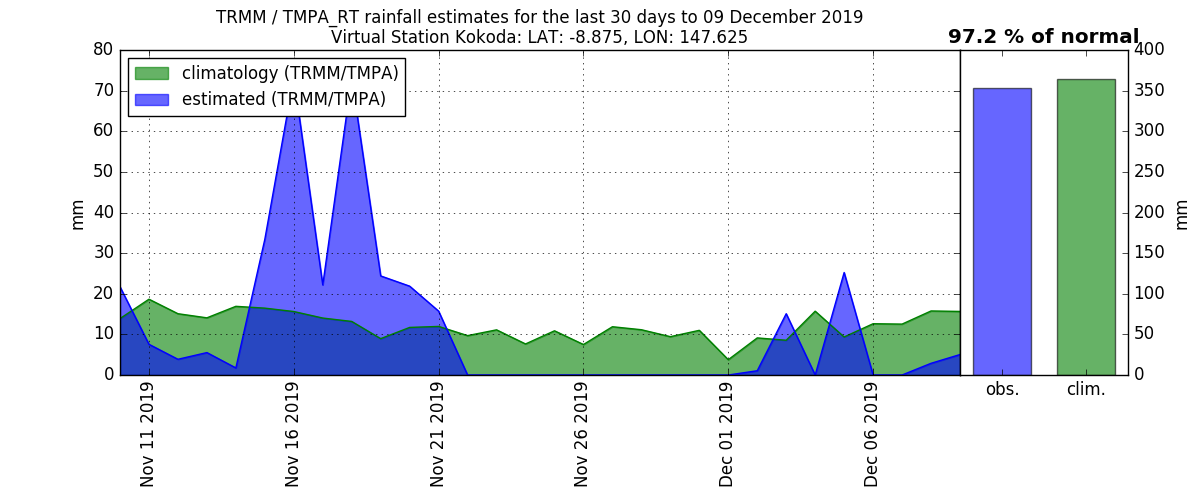 TRMM / TMPA_RT rainfall estimates for the last 30 days to 09 December 2019
Virtual Station Kokoda: LAT: -8.875, LON: 147.625
97.2 % of normal
climatology (TRMM/TMPA)
estimated (TRMM/TMPA)
80
70
60
50
40
30
20
10
0
mm
400
350
300
250
200
150
100
50
0
mm
Nov 11 2019
Nov 16 2019
Nov 21 2019
Nov 26 2019
Dec 01 2019
Dec 06 2019
obs.
clim.